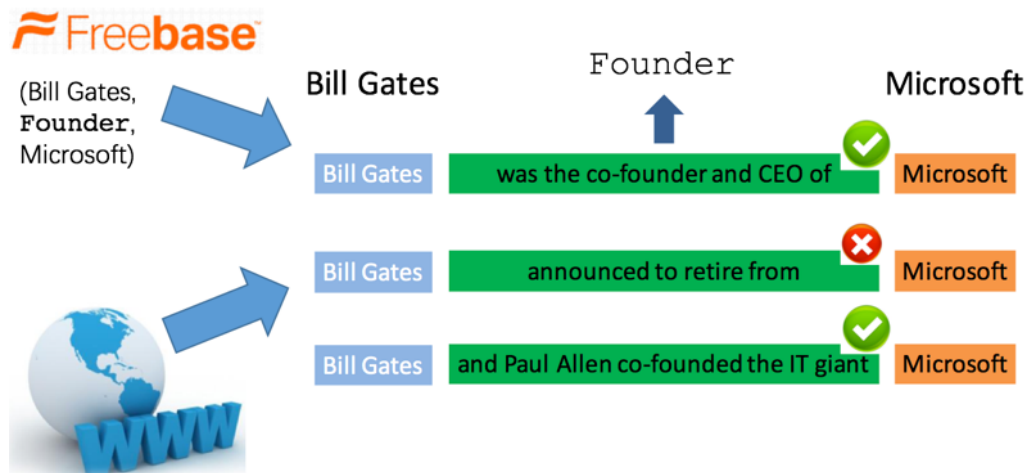 Freebase™
(Bill Gates,
Founder,
Microsoft)
Bill Gates
Founder
Microsoft
Bill Gates was the co-founder and CEO of Microsoft
Bill Gates announced to retire from Microsoft
Bill Gates and Paul Allen co-founded the IT giant Microsoft
WWW